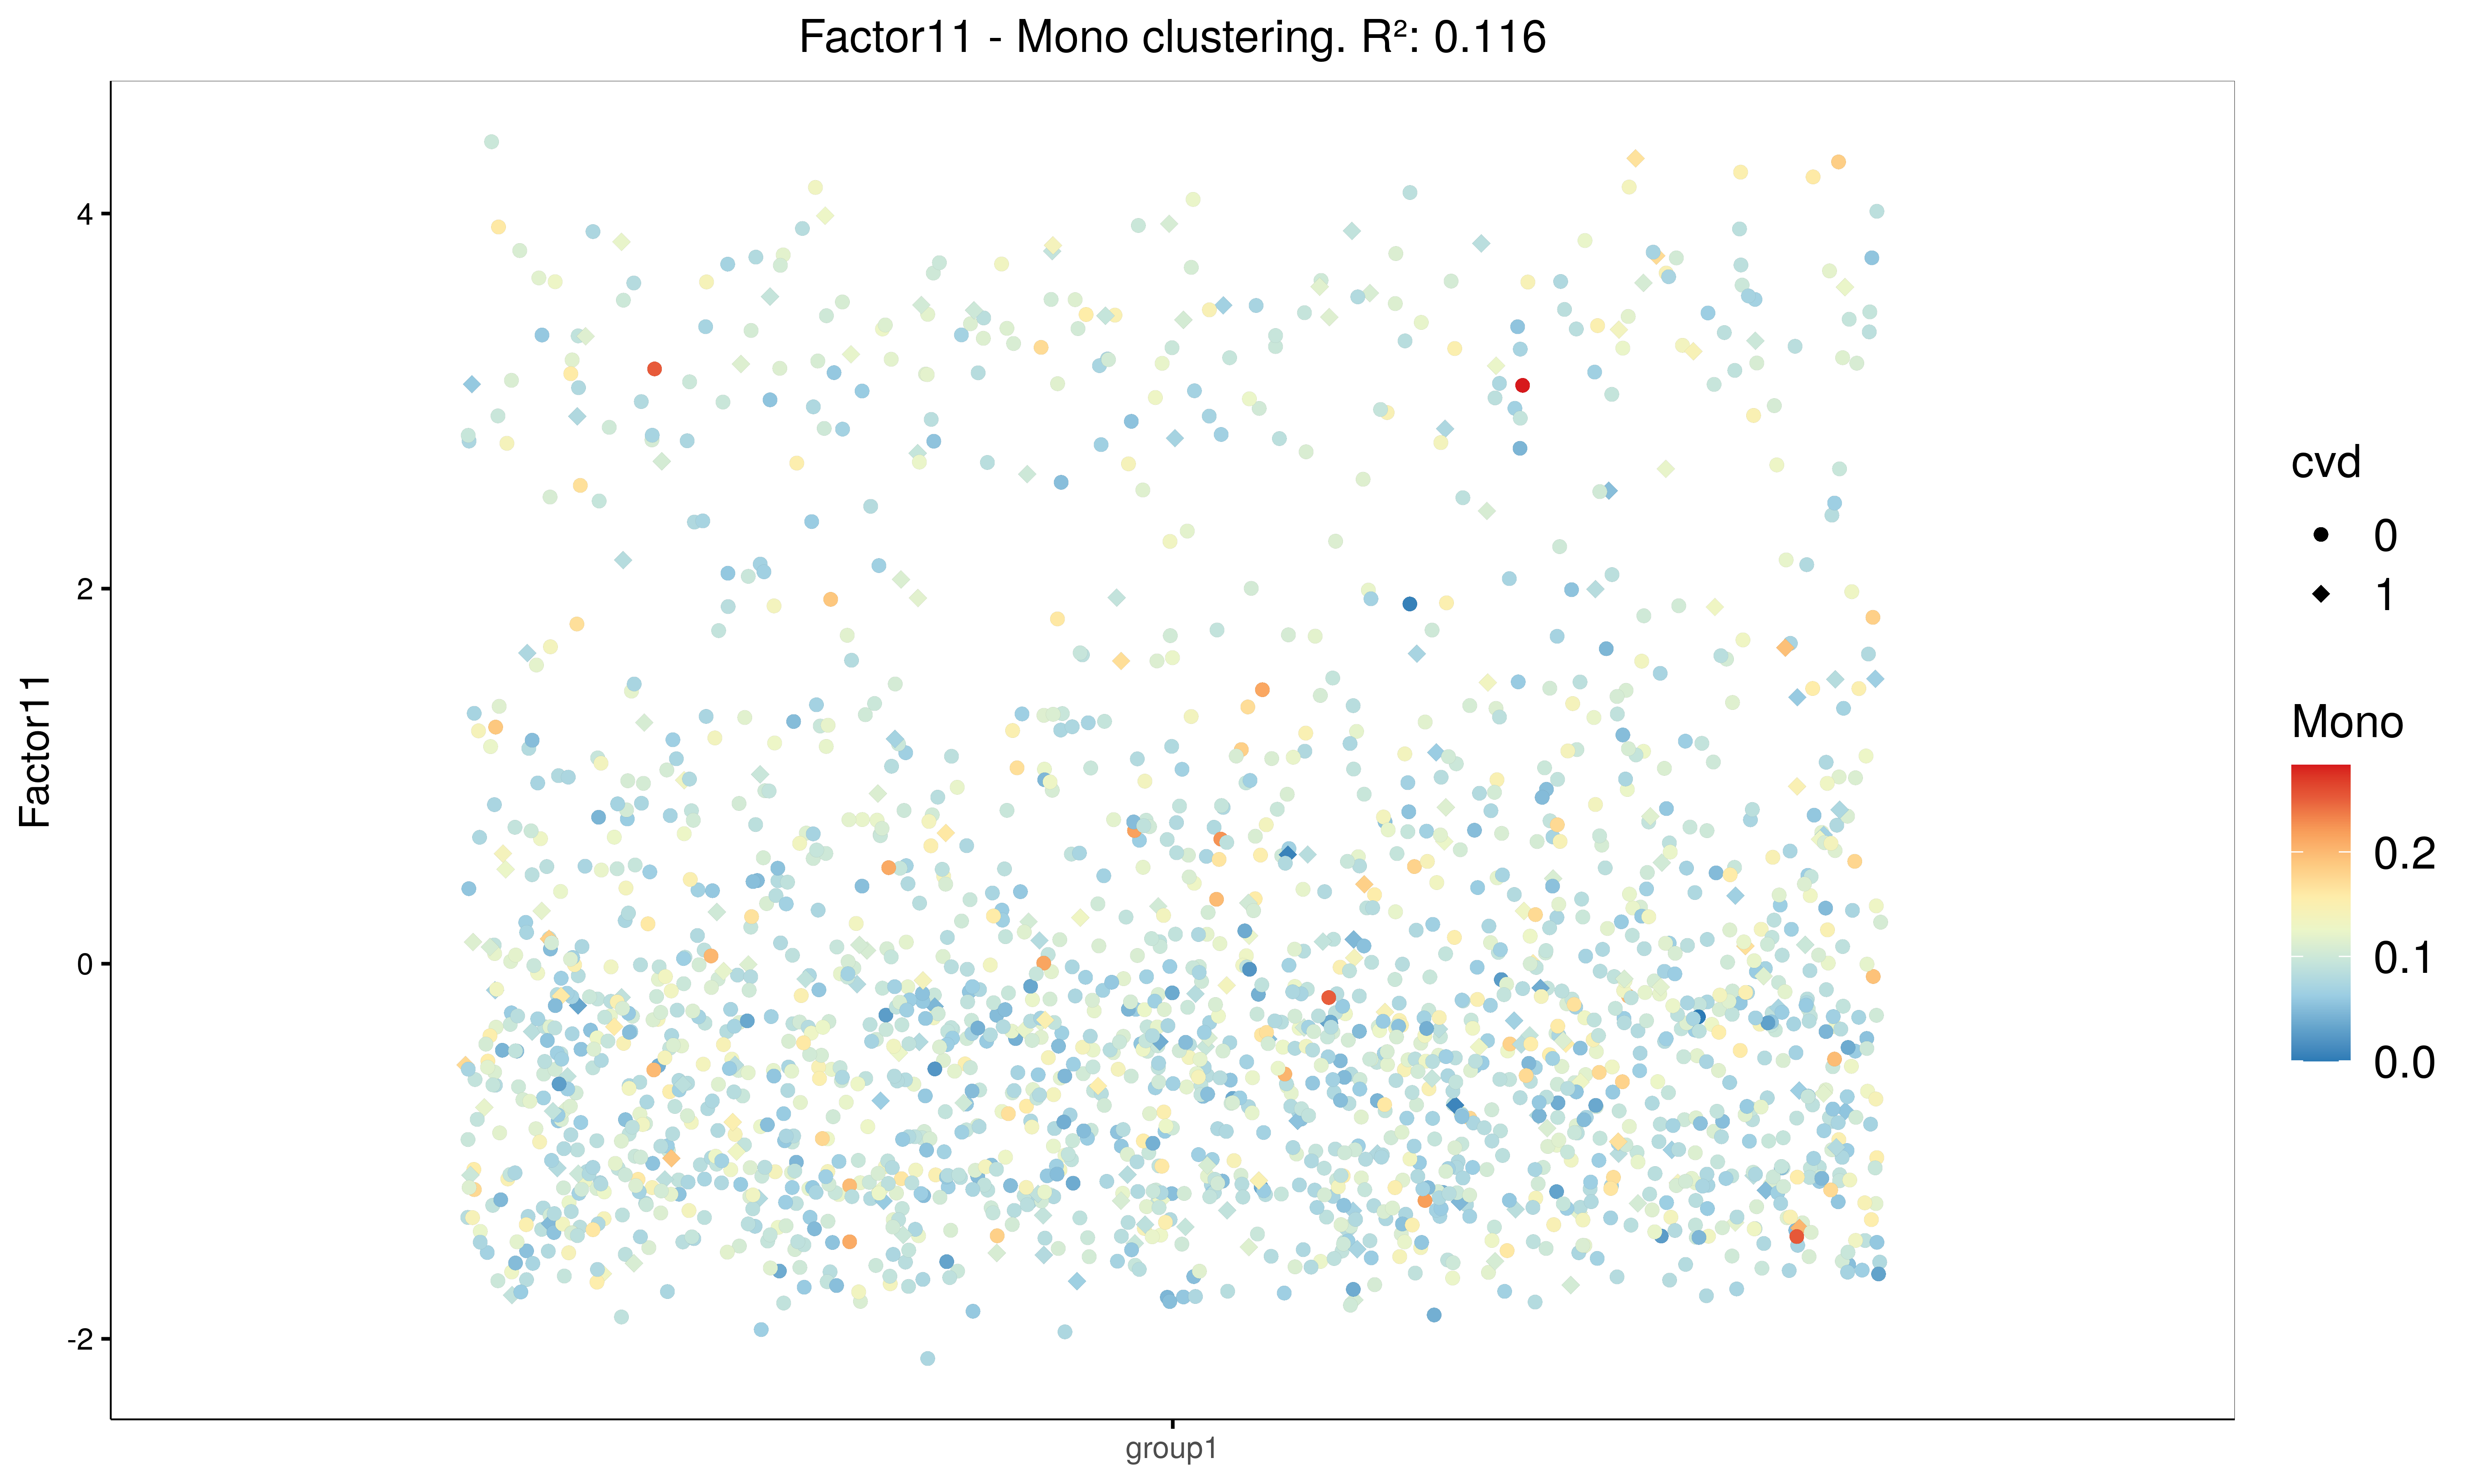 Factor11 - Mono clustering. R²: 0.116
Factor11
4
2
0
-2
group1
cvd
0
1
Mono
0.2
0.1
0.0